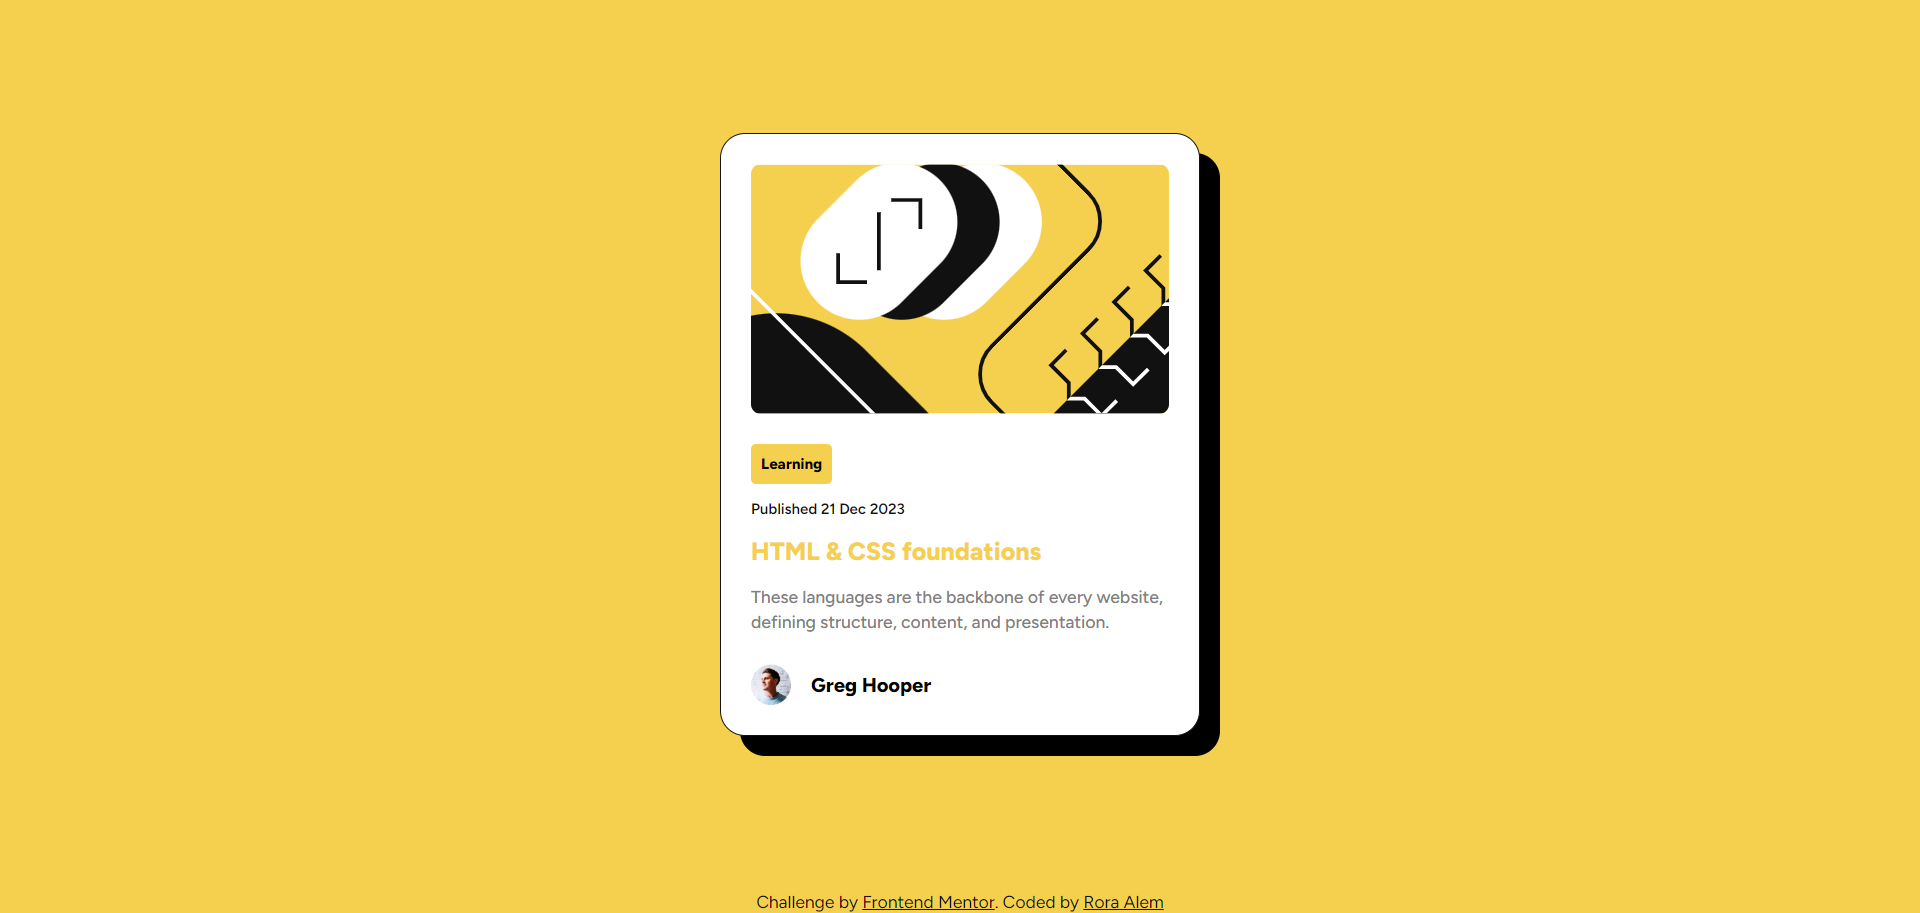 Learning
Published 21 Dec 2023
HTML & CSS foundations
These languages are the backbone of every website,
defining structure, content, and presentation.
Greg Hooper
Challenge by Frontend Mentor. Coded by Rora Alem